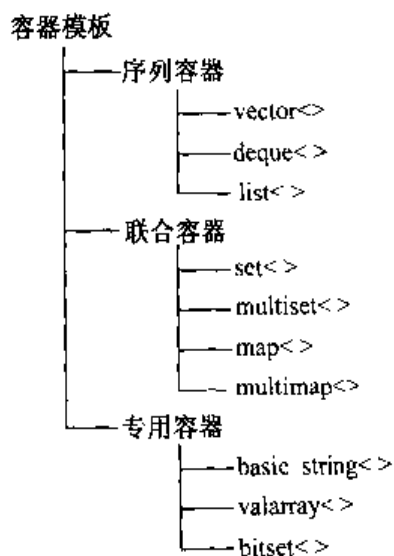 容器模板
序列容器
vector<>
deque< >
list< >
联合容器
set< >
multiset< >
map< >
multimap<>
专用容器
basic string< >
valarray< >
bitset< >